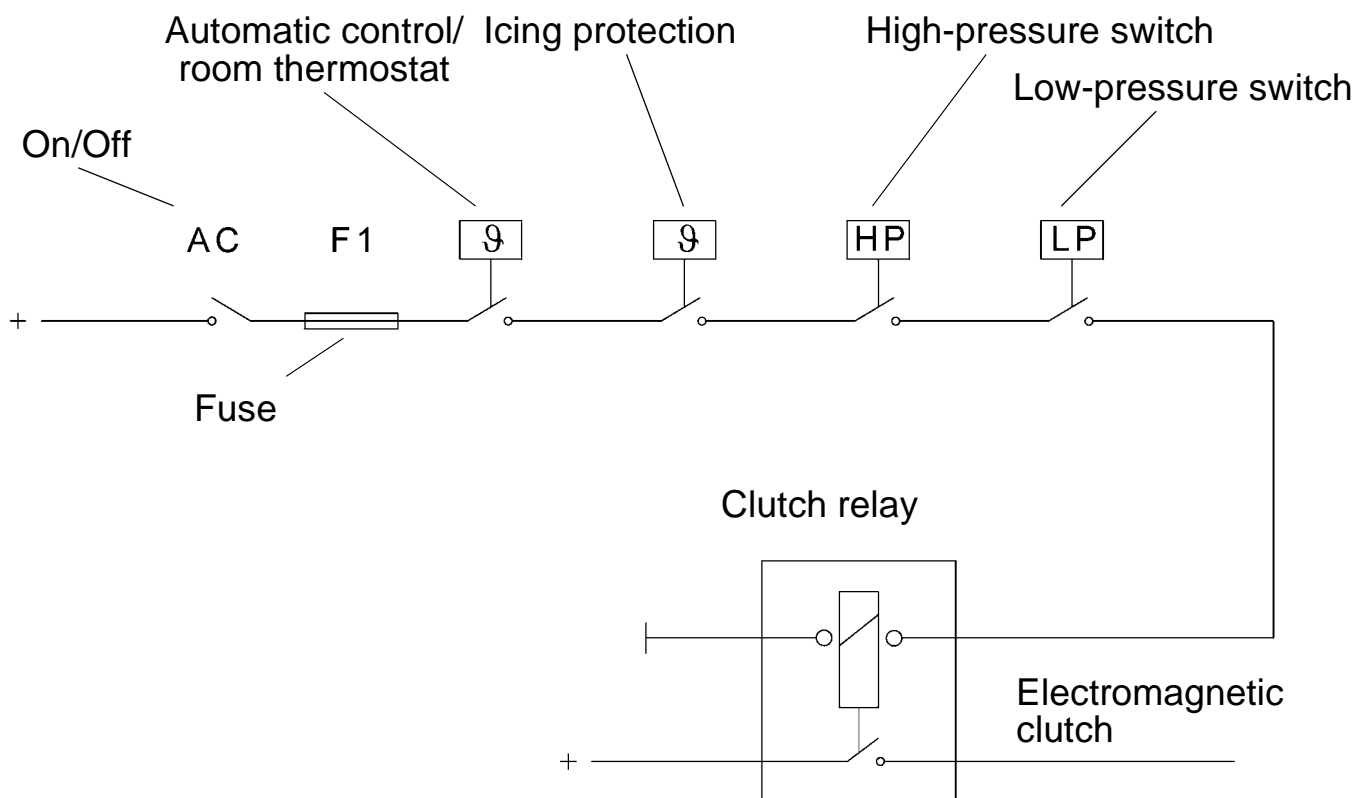 Automatic control/
room thermostat
Icing protection
High-pressure switch
Low-pressure switch
On/Off
AC
F1
ϑ
ϑ
HP
LP
+
Fuse
Clutch relay
Electromagnetic
clutch
+